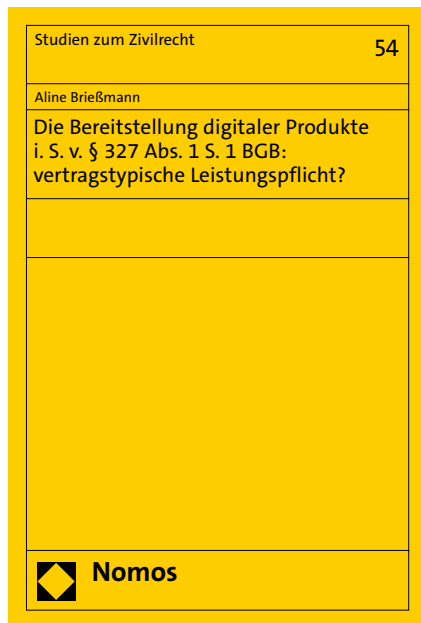 Studien zum Zivilrecht
54
Aline Brießmann
Die Bereitstellung digitaler Produkte
i. S. v. § 327 Abs. 1 S. 1 BGB:
vertragstypische Leistungspflicht?
Nomos